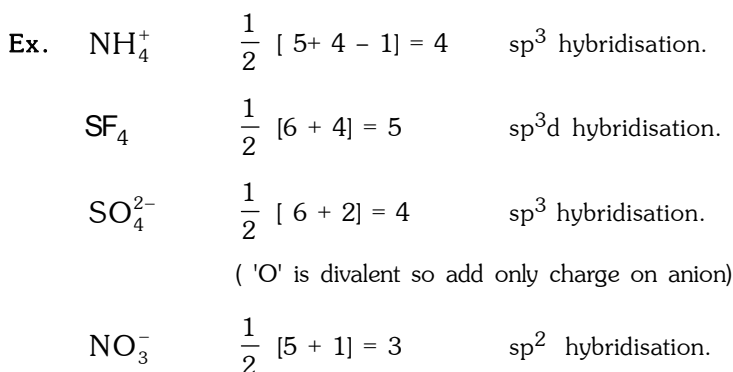 Ex. NH₄⁺ 1/2 [ 5+ 4 – 1] = 4 sp³ hybridisation.
SF₄ 1/2 [6 + 4] = 5 sp³d hybridisation.
SO₄²⁻ 1/2 [ 6 + 2] = 4 sp³ hybridisation.
( 'O' is divalent so add only charge on anion)
NO₃⁻ 1/2 [5 + 1] = 3 sp² hybridisation.